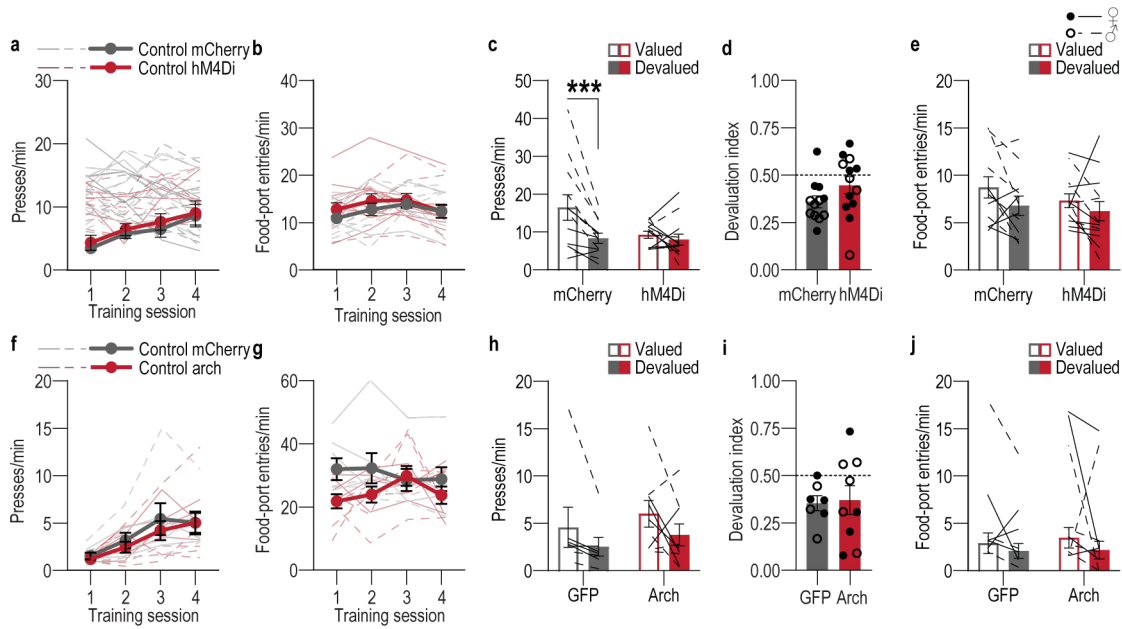 ♀
♂
a
Control mCherry
Control hM4Di
Presses/min
30
20
10
0
1 2 3 4
Training session
b
Food-port entries/min
40
30
20
10
0
1 2 3 4
Training session
c
Valued
Devalued
Presses/min
50
40
30
20
10
0
***
mCherry hM4Di
d
Devaluation index
1.00
0.75
0.50
0.25
0.00
mCherry hM4Di
e
Valued
Devalued
Food-port entries/min
20
15
10
5
0
mCherry hM4Di
f
Control mCherry
Control arch
Presses/min
20
15
10
5
0
1 2 3 4
Training session
g
Food-port entries/min
60
40
20
0
1 2 3 4
Training session
h
Valued
Devalued
Presses/min
20
15
10
5
0
GFP Arch
i
Devaluation index
1.00
0.75
0.50
0.25
0.00
GFP Arch
j
Valued
Devalued
Food-port entries/min
20
15
10
5
0
GFP Arch